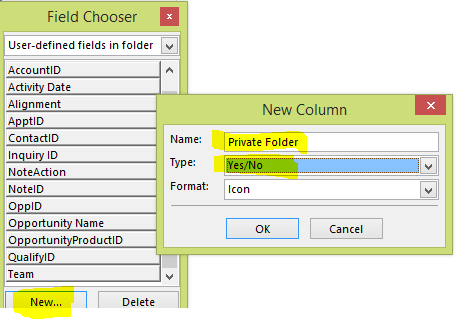 Field Chooser
x
User-defined fields in folder
AccountID
Activity Date
Alignment
ApptID
ContactID
Inquiry ID
NoteAction
NoteID
OppID
Opportunity Name
OpportunityProductID
QualifyID
Team
New...
Delete
New Column
Name:
Private Folder
Type:
Yes/No
Format:
Icon
OK
Cancel